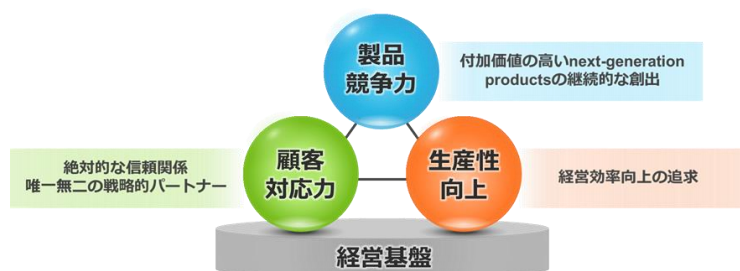 製品
競争力
付加価値の高いnext-generation
productsの継続的な創出
絶対的な信頼関係
唯一無二の戦略的パートナー
顧客
対応力
生産性
向上
経営効率向上の追求
経営基盤